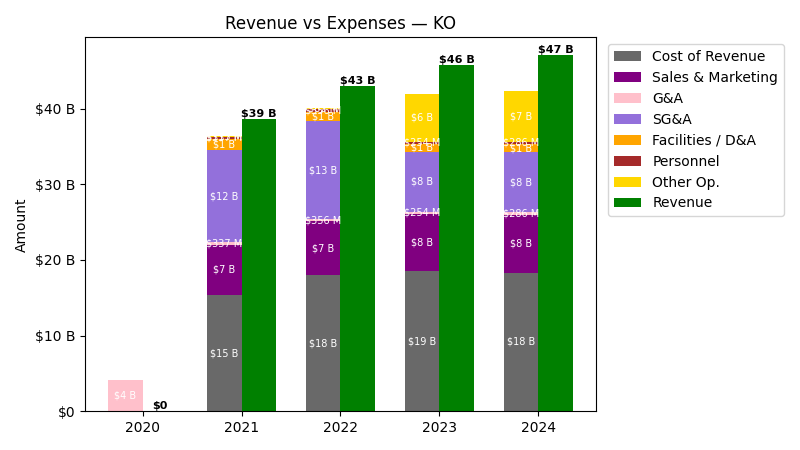 Revenue vs Expenses — KO
Amount
$40 B
$30 B
$20 B
$10 B
$0
2020
2021
2022
2023
2024
$4 B
$0
$39 B
$1 B
$12 B
$337 M
$7 B
$15 B
$43 B
$1 B
$13 B
$356 M
$7 B
$18 B
$46 B
$6 B
$254 M
$1 B
$8 B
$254 M
$8 B
$19 B
$47 B
$7 B
$286 M
$1 B
$8 B
$286 M
$8 B
$18 B
Cost of Revenue
Sales & Marketing
G&A
SG&A
Facilities / D&A
Personnel
Other Op.
Revenue